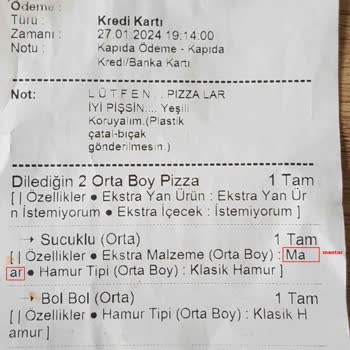 Ödeme :
Türü : Kredi Kartı
Zamanı : 27.01.2024 19:14:00
Notu : Kapıda Ödeme - Kapıda
Kredi/Banka Kartı
Not: LÜTFEN.. PIZZA LAR
İYİ PİŞSİN.... Yeşili
Koruyalım.(Plastik
çatal-bıçak
gönderilmesin.)
Dilediğin 2 Orta Boy Pizza 1 Tam
[ | Özellikler ● Ekstra Yan Ürün : Ekstra Yan Ür
n İstemiyorum ● Ekstra İçecek : İstemiyorum ]
→ Sucuklu (Orta) 1 Tam
[ | Özellikler ● Ekstra Malzeme (Orta Boy) : Ma mantar
ar ● Hamur Tipi (Orta Boy) : Klasik Hamur ]
→ Bol Bol (Orta) 1 Tam
[ | Özellikler ● Hamur Tipi (Orta Boy) : Klasik H
amur ]